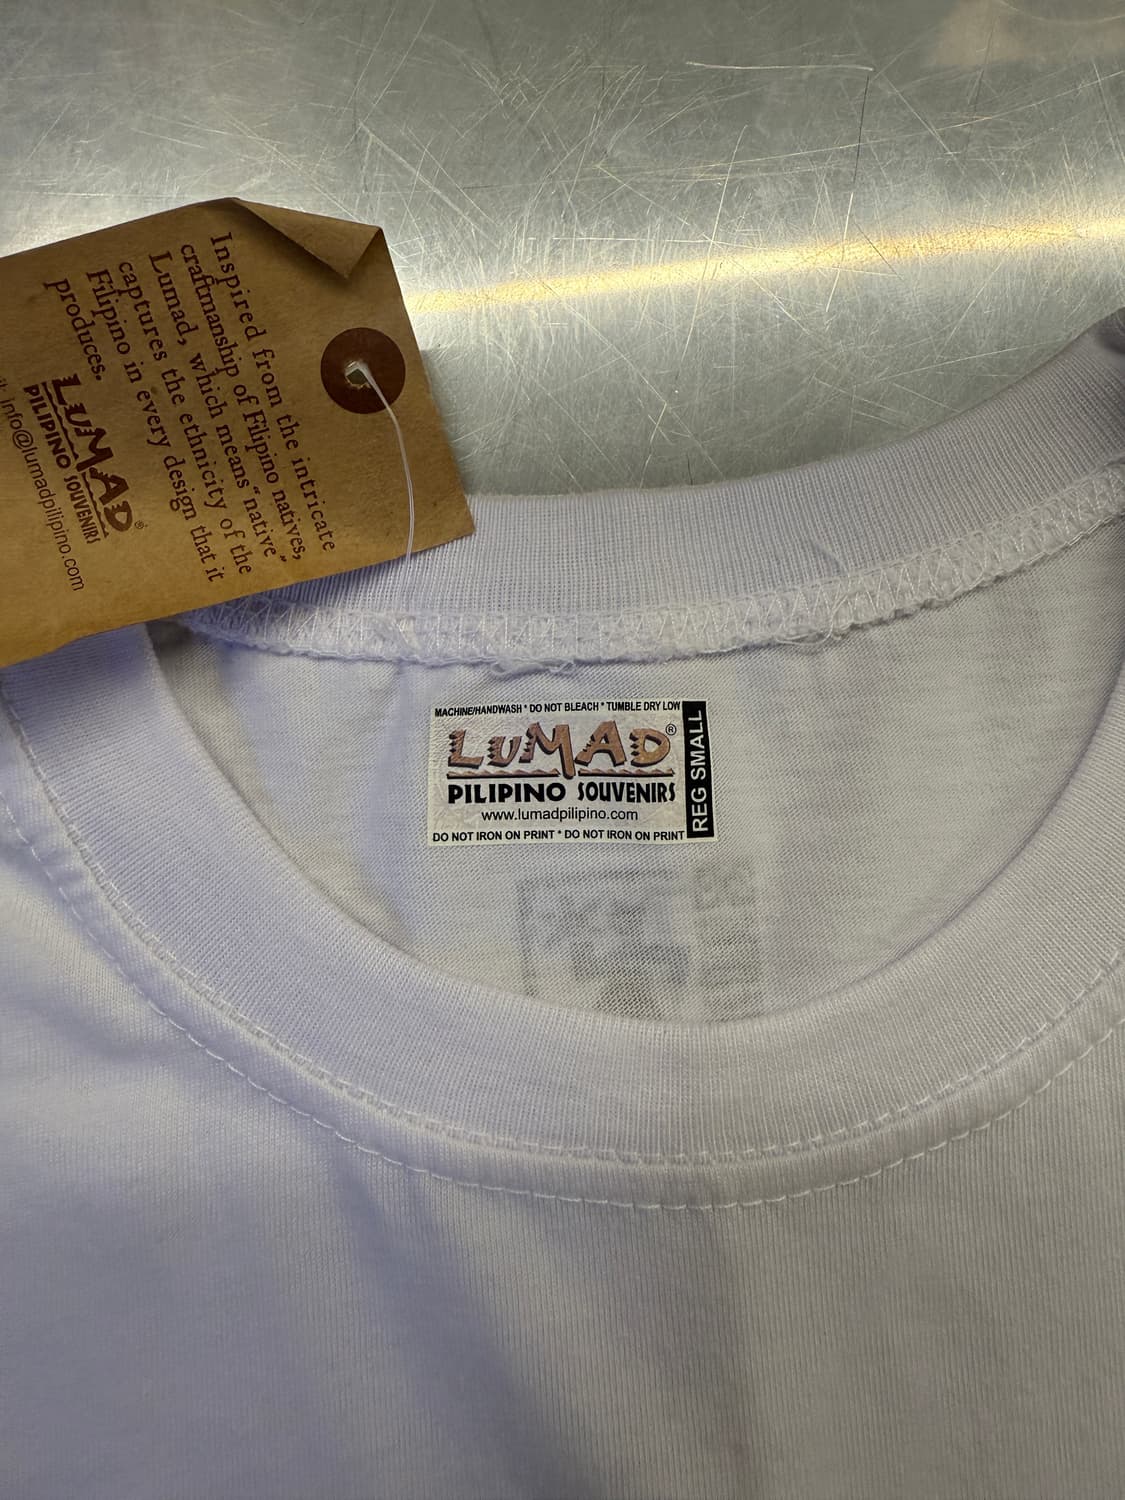 Inspired from the intricate
craftmanship of Filipino natives,
Lumad, which means "native"
captures the ethnicity of the
Filipino in every design that it
produces.
LUMAD®
PILIPINO SOUVENIRS
info@lumadpilipino.com
MACHINE/HANDWASH * DO NOT BLEACH * TUMBLE DRY LOW
LUMAD®
PILIPINO SOUVENIRS
www.lumadpilipino.com
DO NOT IRON ON PRINT * DO NOT IRON ON PRINT
REG SMALL